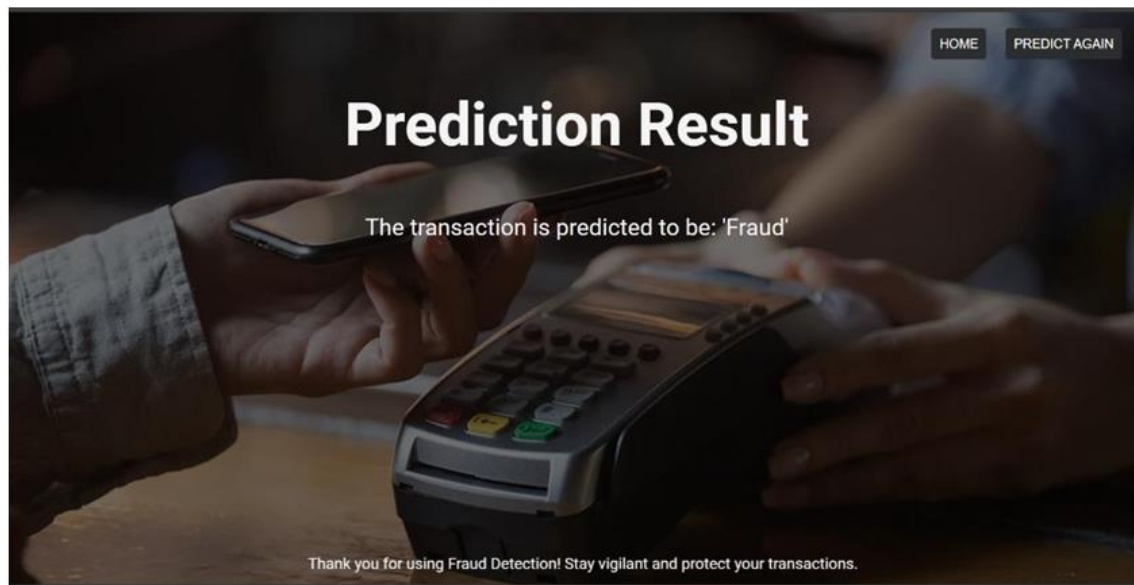 HOME PREDICT AGAIN
Prediction Result
The transaction is predicted to be: 'Fraud'
Thank you for using Fraud Detection! Stay vigilant and protect your transactions.